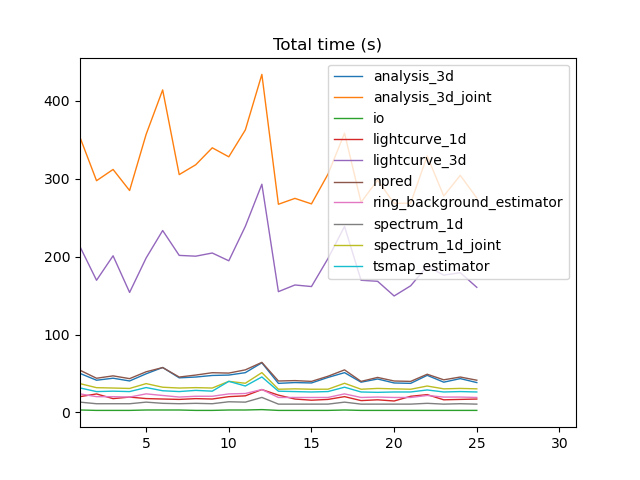 Total time (s)
400
300
200
100
0
5
10
15
20
25
30
analysis_3d
analysis_3d_joint
io
lightcurve_1d
lightcurve_3d
npred
ring_background_estimator
spectrum_1d
spectrum_1d_joint
tsmap_estimator